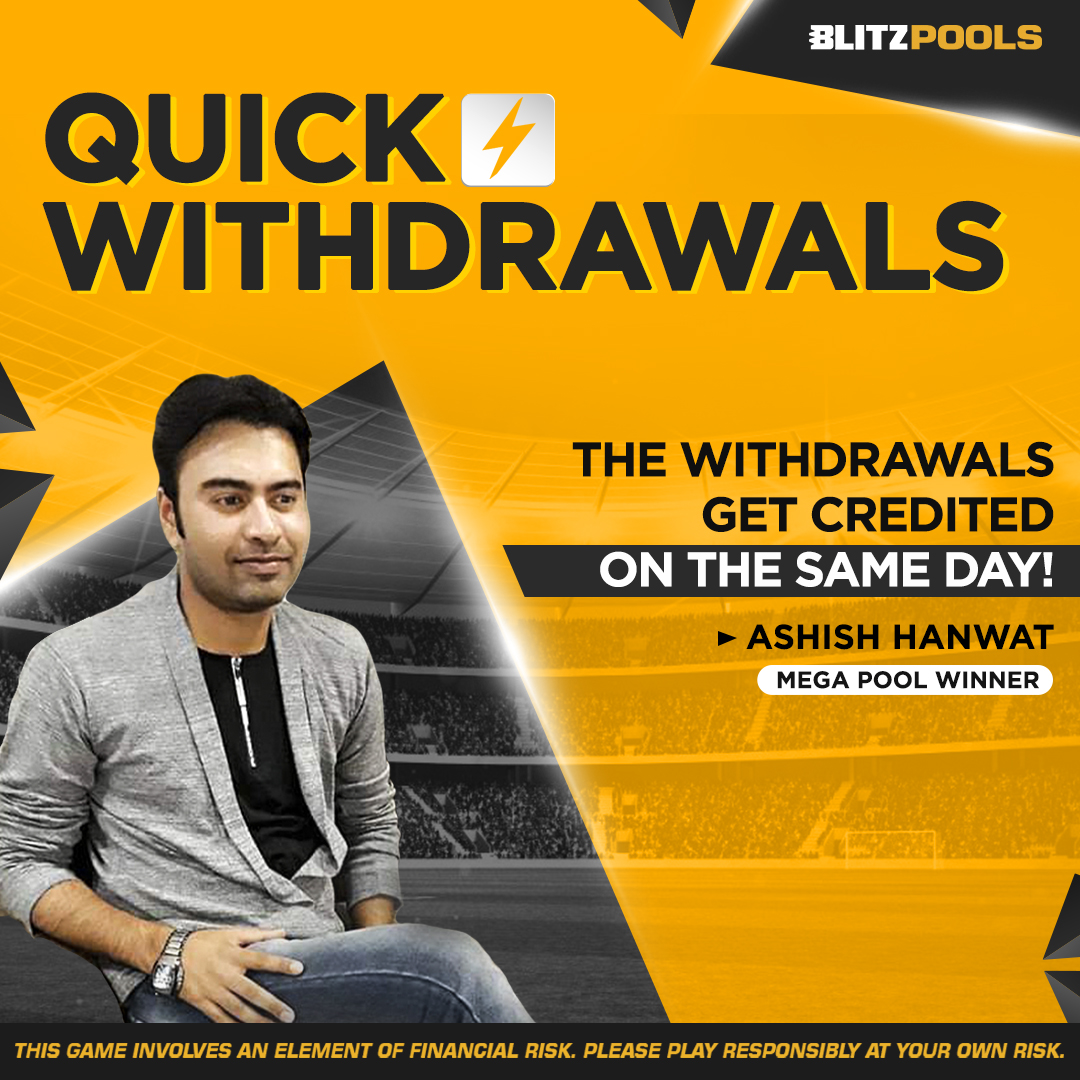 BLITZPOOLS
QUICK
WITHDRAWALS
THE WITHDRAWALS
GET CREDITED
ON THE SAME DAY!
► ASHISH HANWAT
MEGA POOL WINNER
THIS GAME INVOLVES AN ELEMENT OF FINANCIAL RISK. PLEASE PLAY RESPONSIBLY AT YOUR OWN RISK.